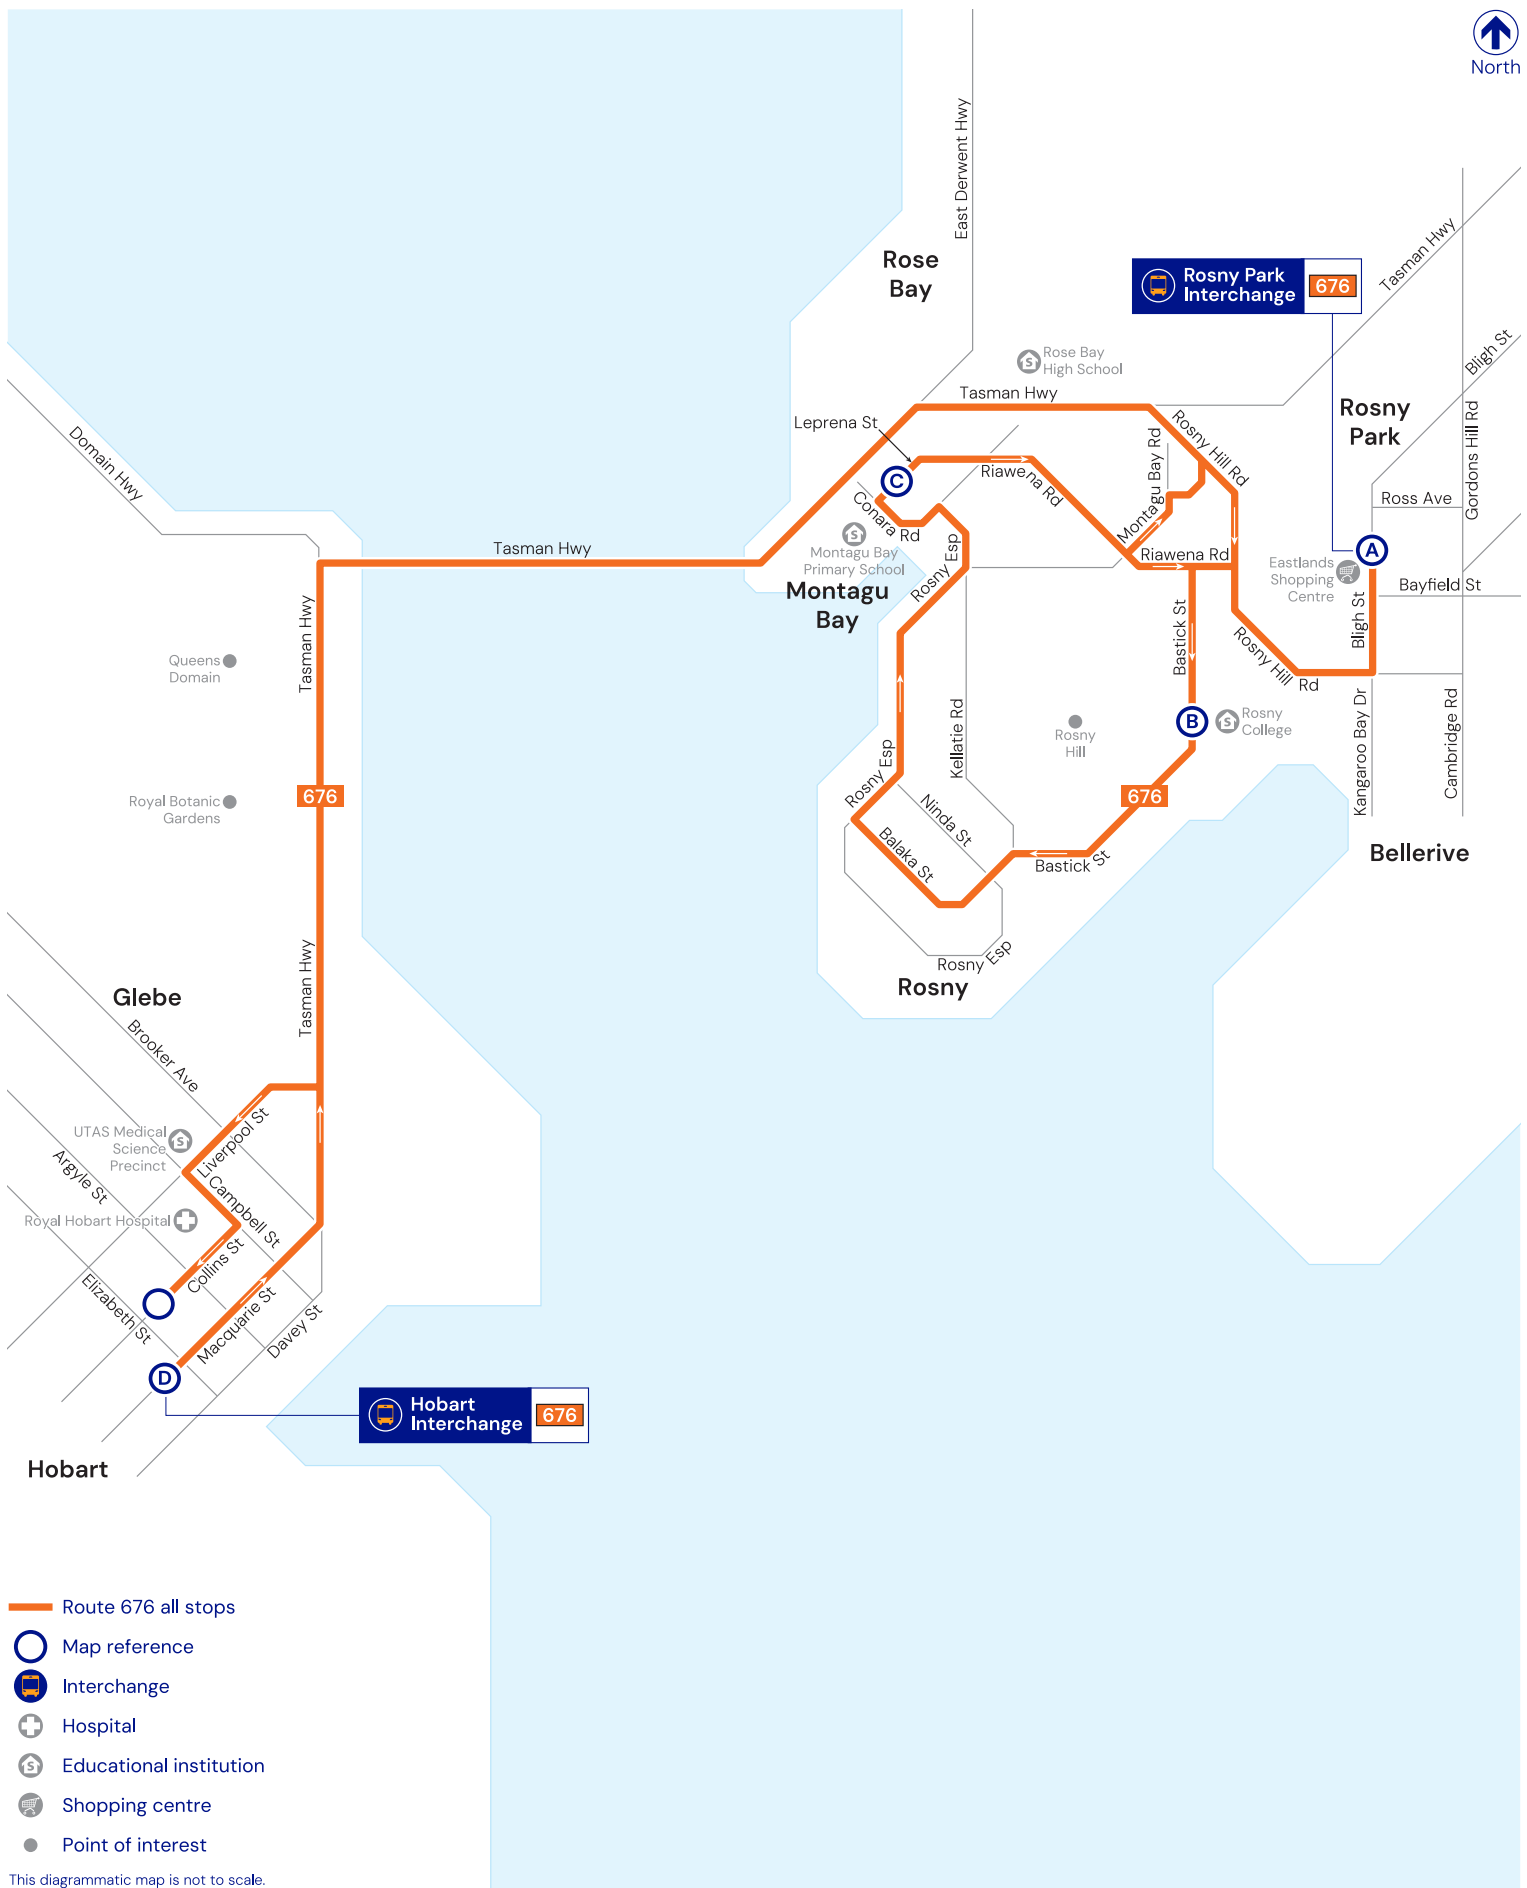 North
East Derwent Hwy
Rose
Bay
Rosny Park
Interchange
676
Tasman Hwy
Bligh St
Rose Bay
High School
Tasman Hwy
Rosny
Park
Gordons Hill Rd
Leprena St
Rosny Hill Rd
Montagu Bay Rd
Domain Hwy
C
Riawena Rd
Ross Ave
Conara Rd
A
Tasman Hwy
Montagu Bay
Primary School
Riawena Rd
Eastlands
Shopping
Centre
Bayfield St
Montagu
Bay
Rosny Esp
Bastick St
Bligh St
Tasman Hwy
Queens
Domain
Rosny Hill Rd
Kellatie Rd
Rosny
Hill
B
Rosny
College
Kangaroo Bay Dr
Cambridge Rd
Rosny Esp
Royal Botanic
Gardens
676
676
Ninda St
Balaka St
Bastick St
Bellerive
Rosny Esp
Rosny
Tasman Hwy
Glebe
Brooker Ave
UTAS Medical
Science
Precinct
Liverpool St
Argyle St
Campbell St
Royal Hobart Hospital
Collins St
Elizabeth St
Macquarie St
Davey St
D
Hobart
Interchange
676
Hobart
Route 676 all stops
Map reference
Interchange
Hospital
Educational institution
Shopping centre
Point of interest
This diagrammatic map is not to scale.